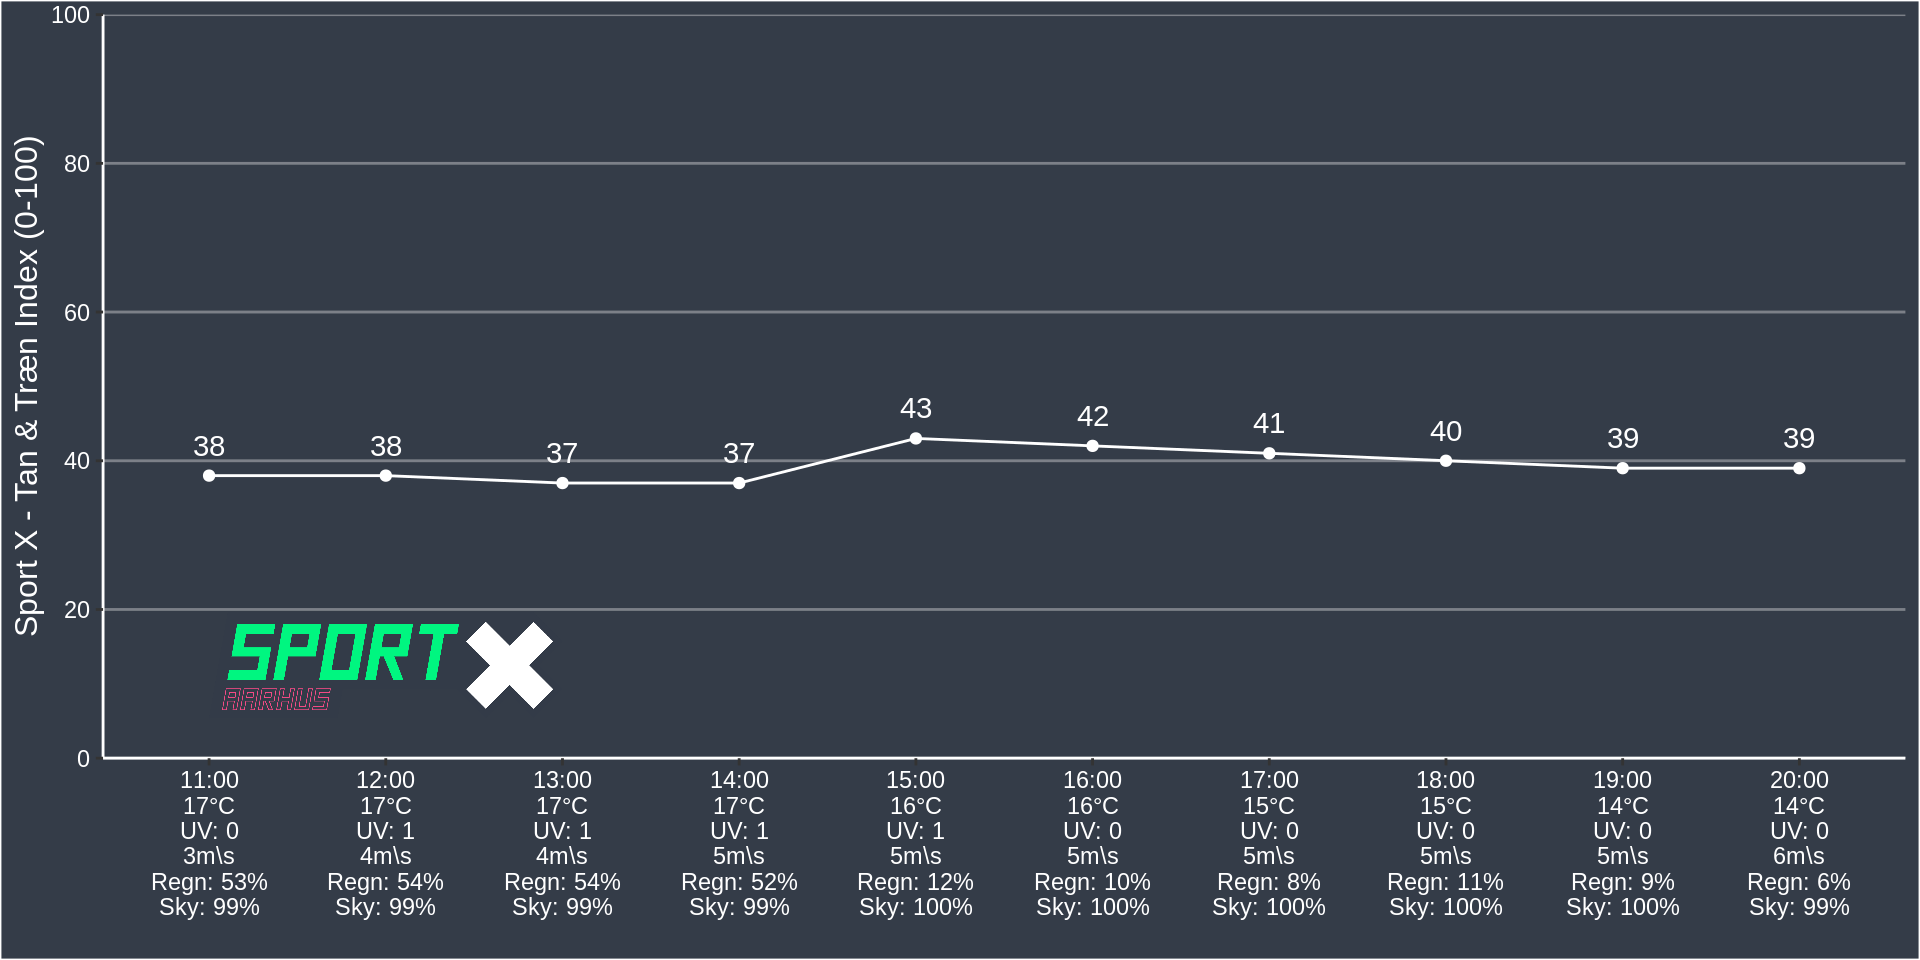 Sport X - Tan & Træn Index (0-100)
100
80
60
40
20
0
38
38
37
37
43
42
41
40
39
39
SPORT X
AARHUS
11:00
17°C
UV: 0
3m\s
Regn: 53%
Sky: 99%
12:00
17°C
UV: 1
4m\s
Regn: 54%
Sky: 99%
13:00
17°C
UV: 1
4m\s
Regn: 54%
Sky: 99%
14:00
17°C
UV: 1
5m\s
Regn: 52%
Sky: 99%
15:00
16°C
UV: 1
5m\s
Regn: 12%
Sky: 100%
16:00
16°C
UV: 0
5m\s
Regn: 10%
Sky: 100%
17:00
15°C
UV: 0
5m\s
Regn: 8%
Sky: 100%
18:00
15°C
UV: 0
5m\s
Regn: 11%
Sky: 100%
19:00
14°C
UV: 0
5m\s
Regn: 9%
Sky: 100%
20:00
14°C
UV: 0
6m\s
Regn: 6%
Sky: 99%